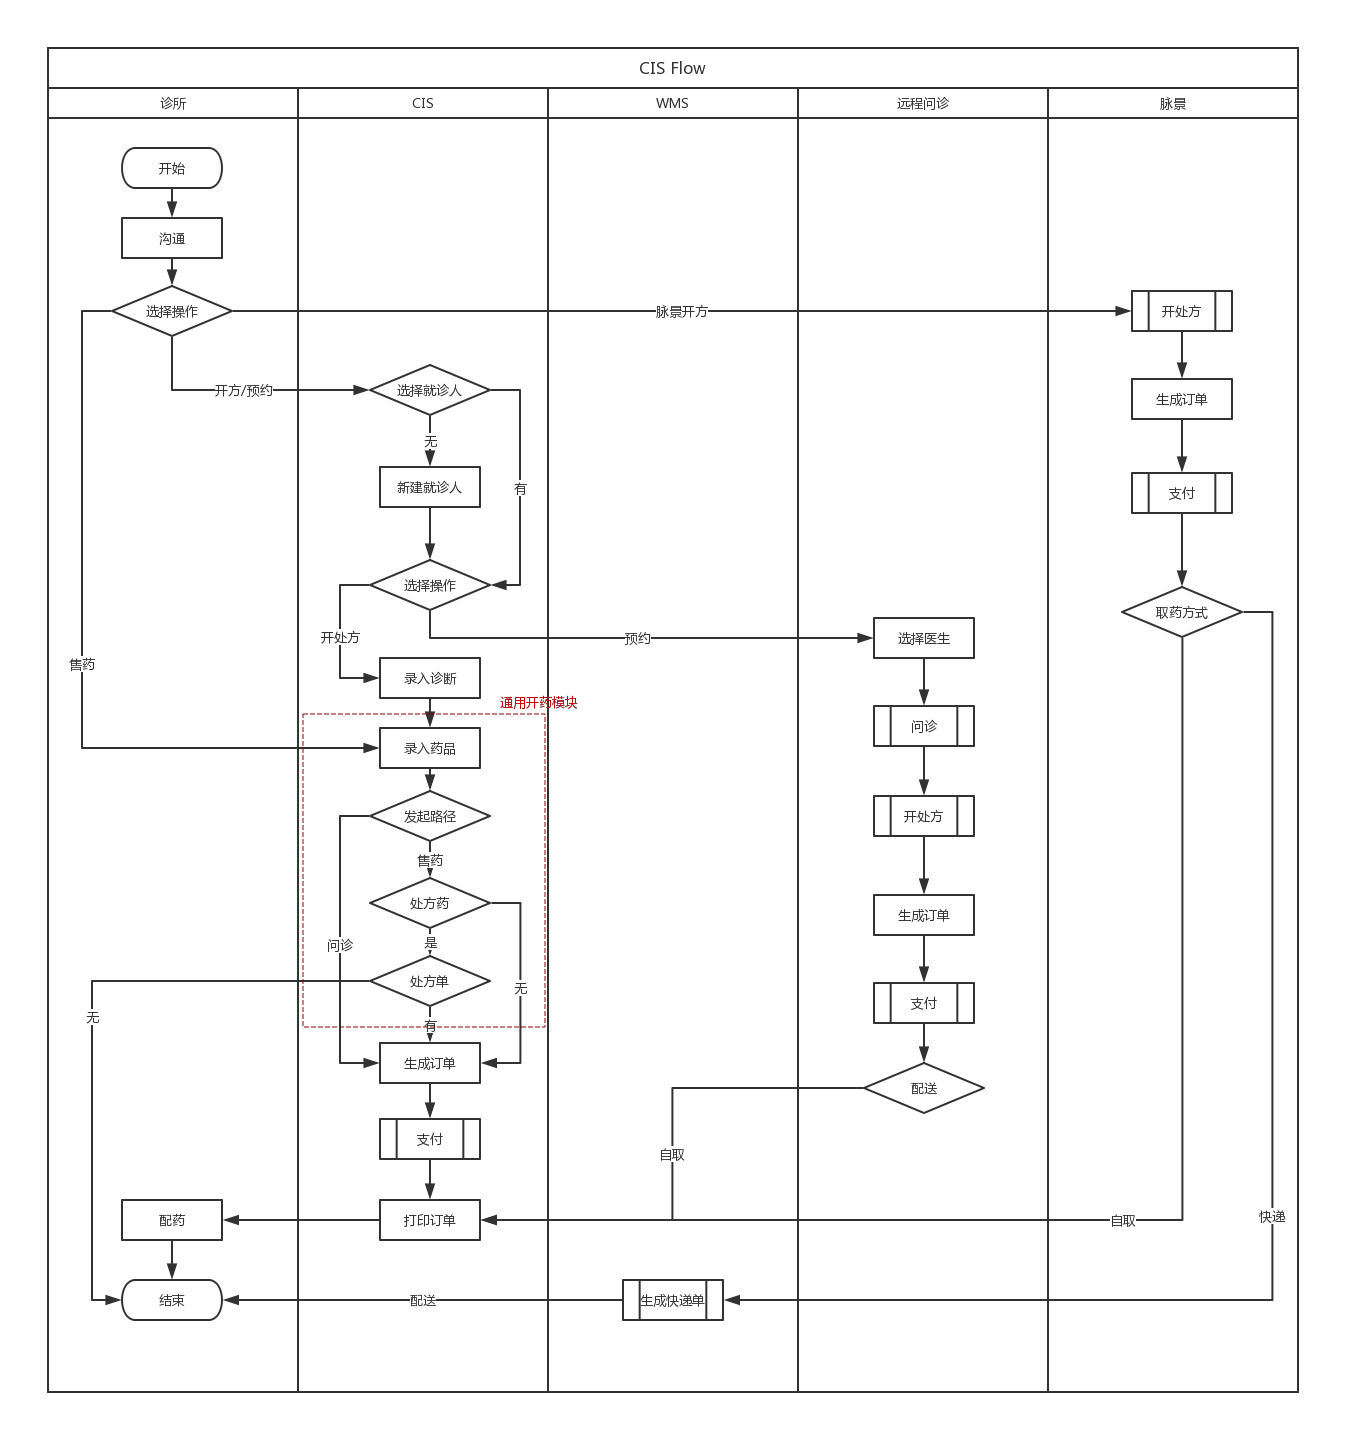 CIS Flow
诊所
CIS
WMS
远程问诊
脉景
开始
沟通
选择操作
脉景开方
开处方
开方/预约
选择就诊人
生成订单
无
新建就诊人
有
支付
选择操作
取药方式
开处方
预约
选择医生
售药
录入诊断
通用开药模块
问诊
录入药品
发起路径
开处方
售药
处方药
生成订单
是
问诊
处方单
无
无
有
支付
生成订单
配送
支付
自取
配药
打印订单
自取
快递
结束
配送
生成快递单